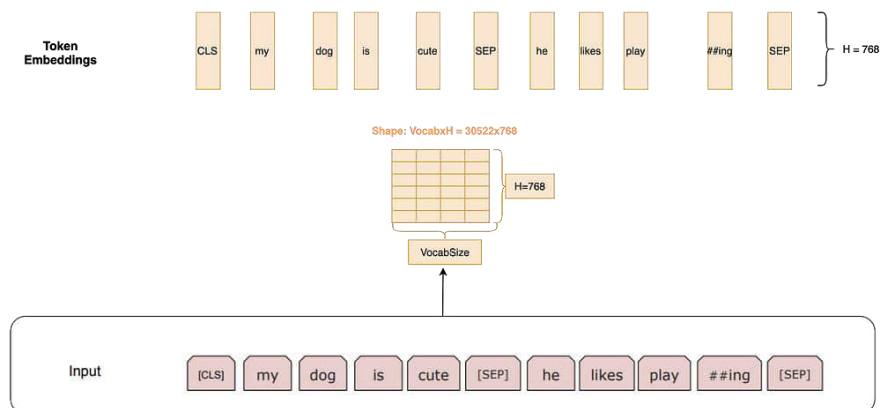 Token
Embeddings
CLS my dog is cute SEP he likes play ##ing SEP
H = 768
Shape: VocabxH = 30522x768
H=768
VocabSize
Input
[CLS] my dog is cute [SEP] he likes play ##ing [SEP]